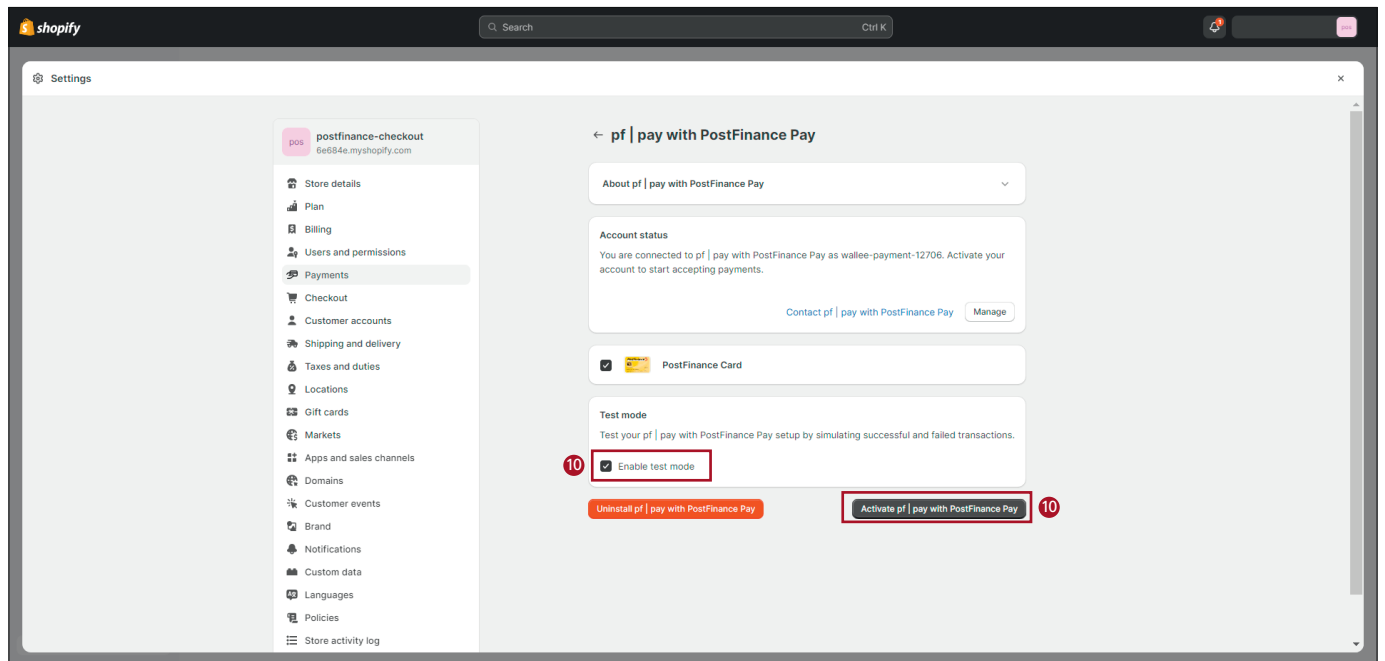 shopify
Search
Ctrl K
1
pos
Settings
×
pos
postfinance-checkout
6e684e.myshopify.com
Store details
Plan
Billing
Users and permissions
Payments
Checkout
Customer accounts
Shipping and delivery
Taxes and duties
Locations
Gift cards
Markets
Apps and sales channels
Domains
Customer events
Brand
Notifications
Custom data
Languages
Policies
Store activity log
← pf | pay with PostFinance Pay
About pf | pay with PostFinance Pay
Account status
You are connected to pf | pay with PostFinance Pay as wallee-payment-12706. Activate your
account to start accepting payments.
Contact pf | pay with PostFinance Pay
Manage
PostFinance Card
Test mode
Test your pf | pay with PostFinance Pay setup by simulating successful and failed transactions.
10
Enable test mode
Uninstall pf | pay with PostFinance Pay
Activate pf | pay with PostFinance Pay
10